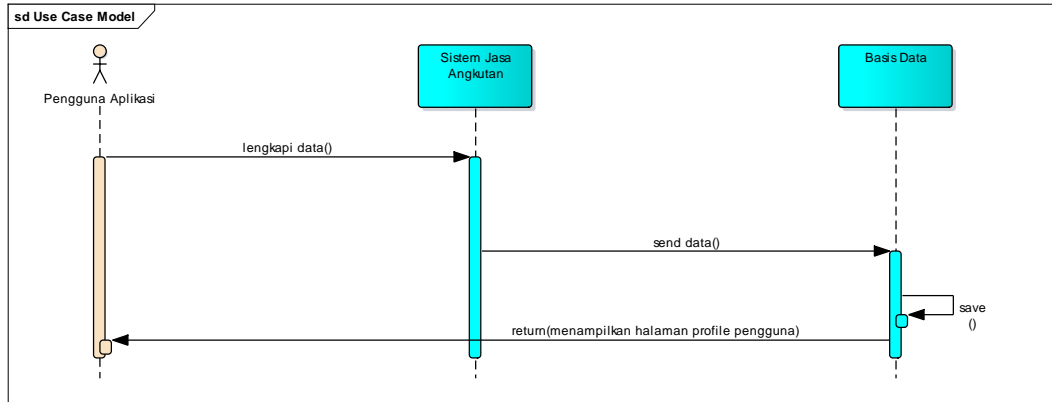 sd Use Case Model
Pengguna Aplikasi
Sistem Jasa
Angkutan
Basis Data
lengkapi data()
send data()
save
()
return(menampilkan halaman profile pengguna)